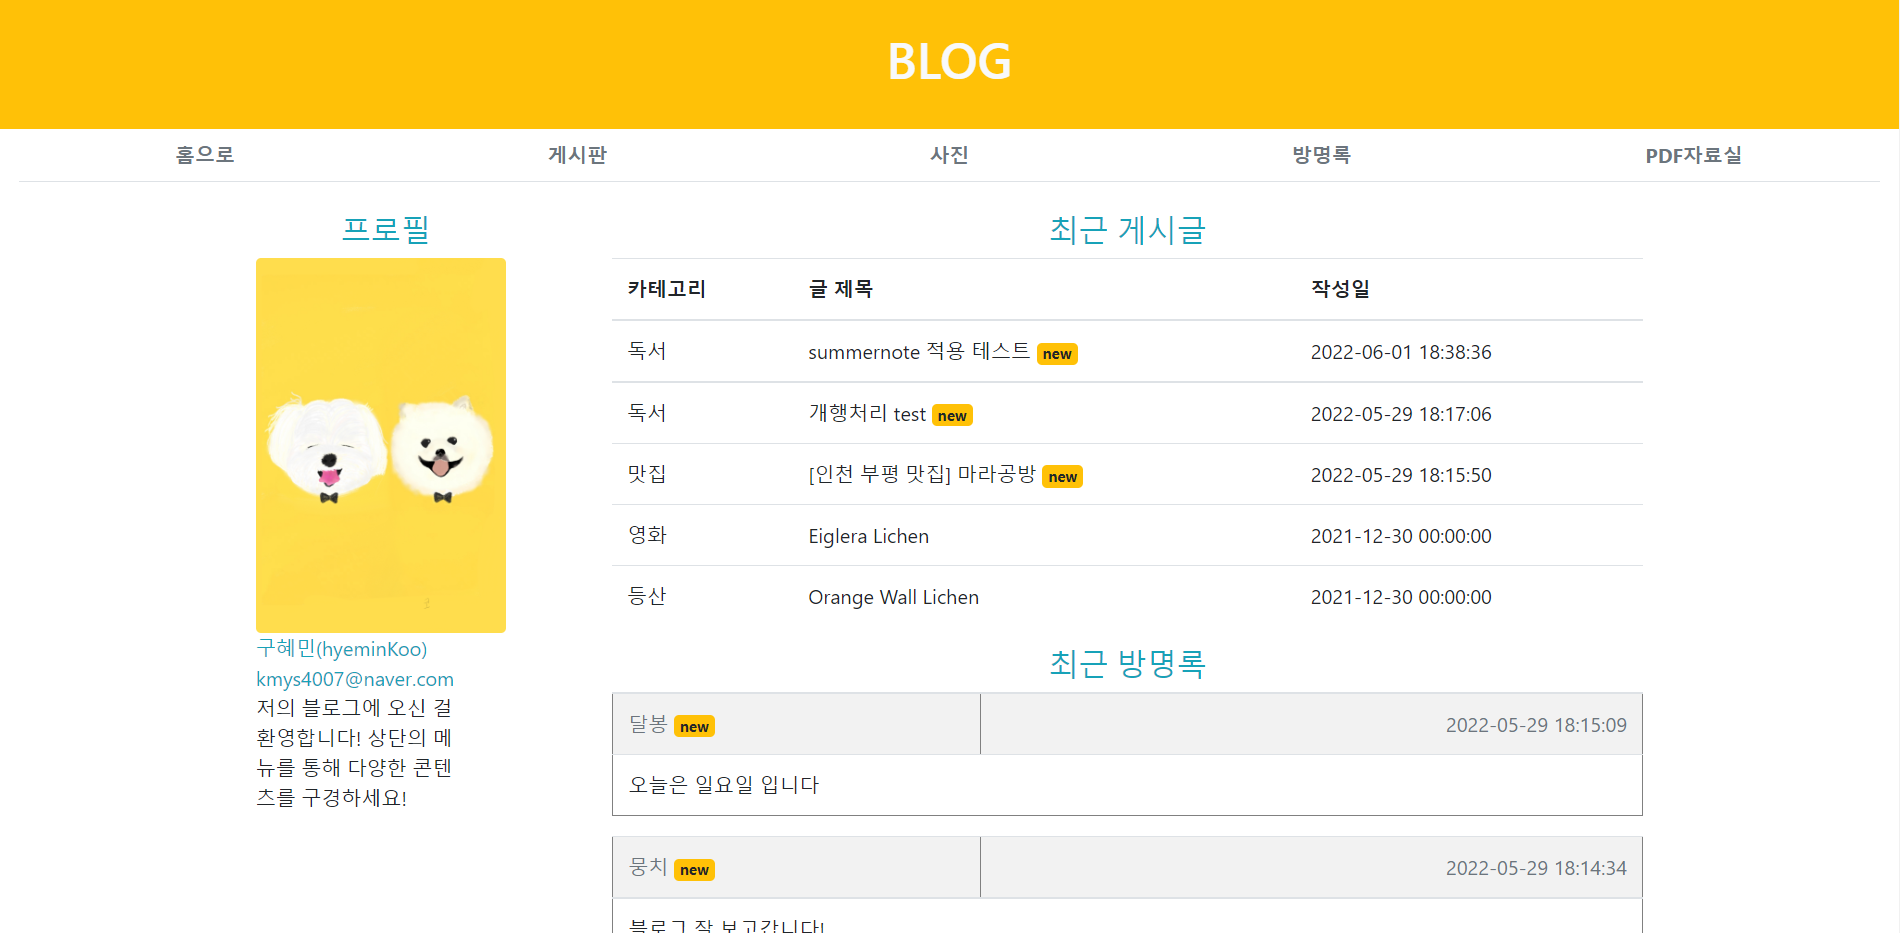 BLOG
홈으로 게시판 사진 방명록 PDF자료실
프로필
구혜민(hyeminKoo)
kmys4007@naver.com
저의 블로그에 오신 걸
환영합니다! 상단의 메
뉴를 통해 다양한 콘텐
츠를 구경하세요!
최근 게시글
카테고리 글 제목 작성일
독서 summernote 적용 테스트 new 2022-06-01 18:38:36
독서 개행처리 test new 2022-05-29 18:17:06
맛집 [인천 부평 맛집] 마라공방 new 2022-05-29 18:15:50
영화 Eiglera Lichen 2021-12-30 00:00:00
등산 Orange Wall Lichen 2021-12-30 00:00:00
최근 방명록
달봉 new 2022-05-29 18:15:09
오늘은 일요일 입니다
뭉치 new 2022-05-29 18:14:34
블로그 잘 보고갑니다!